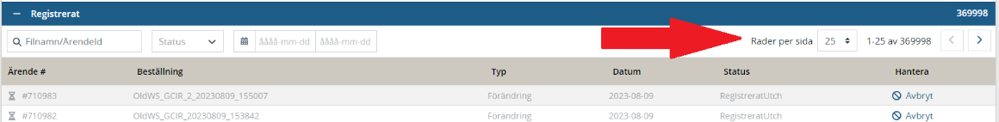 Registrerat 369998
Filnamn/ÄrendeId Status åååå-mm-dd åååå-mm-dd Rader per sida 25 1-25 av 369998
Ärende # Beställning Typ Datum Status Hantera
#710983 OldWS_GCIR_2_20230809_155007 Förändring 2023-08-09 RegistreratUtch Avbryt
#710982 OldWS_GCIR_20230809_153842 Förändring 2023-08-09 RegistreratUtch Avbryt